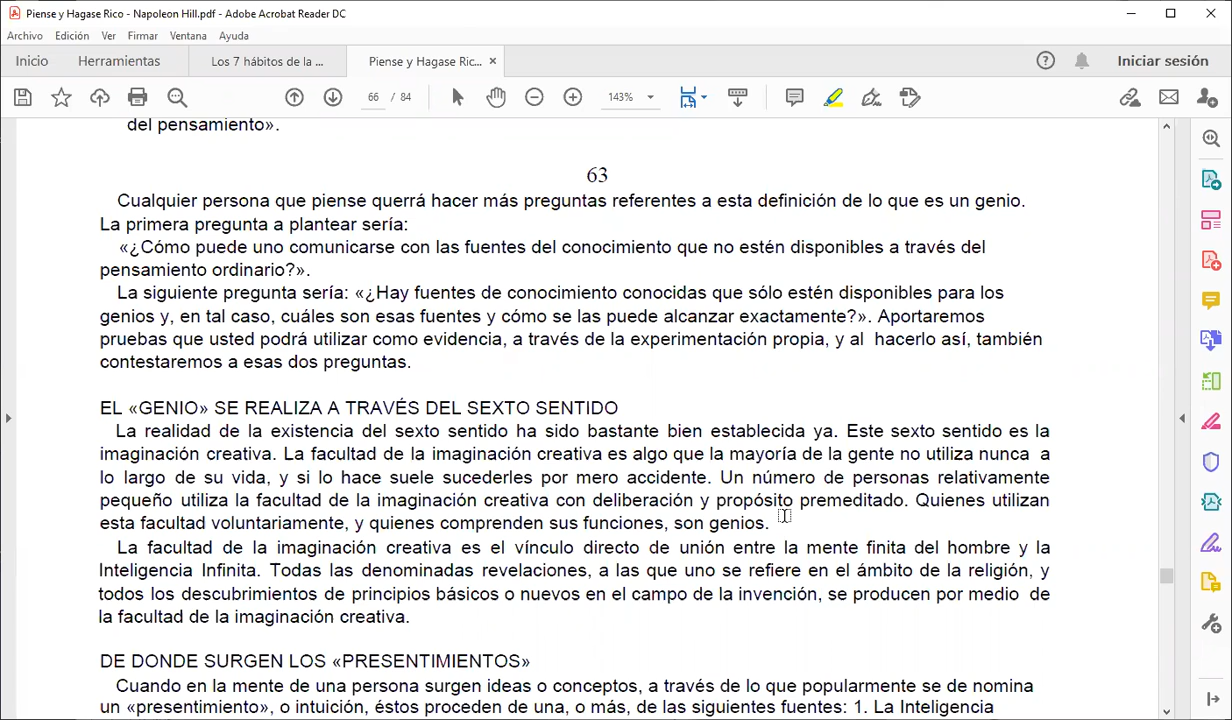 Piense y Hagase Rico - Napoleon Hill.pdf - Adobe Acrobat Reader DC
Archivo Edición Ver Firmar Ventana Ayuda
Inicio Herramientas Los 7 hábitos de la ... Piense y Hagase Ric... × Iniciar sesión
66 / 84 143%
del pensamiento».
63
Cualquier persona que piense querrá hacer más preguntas referentes a esta definición de lo que es un genio.
La primera pregunta a plantear sería:
«¿Cómo puede uno comunicarse con las fuentes del conocimiento que no estén disponibles a través del
pensamiento ordinario?».
La siguiente pregunta sería: «¿Hay fuentes de conocimiento conocidas que sólo estén disponibles para los
genios y, en tal caso, cuáles son esas fuentes y cómo se las puede alcanzar exactamente?». Aportaremos
pruebas que usted podrá utilizar como evidencia, a través de la experimentación propia, y al hacerlo así, también
contestaremos a esas dos preguntas.
EL «GENIO» SE REALIZA A TRAVÉS DEL SEXTO SENTIDO
La realidad de la existencia del sexto sentido ha sido bastante bien establecida ya. Este sexto sentido es la
imaginación creativa. La facultad de la imaginación creativa es algo que la mayoría de la gente no utiliza nunca a
lo largo de su vida, y si lo hace suele sucederles por mero accidente. Un número de personas relativamente
pequeño utiliza la facultad de la imaginación creativa con deliberación y propósito premeditado. Quienes utilizan
esta facultad voluntariamente, y quienes comprenden sus funciones, son genios.
La facultad de la imaginación creativa es el vínculo directo de unión entre la mente finita del hombre y la
Inteligencia Infinita. Todas las denominadas revelaciones, a las que uno se refiere en el ámbito de la religión, y
todos los descubrimientos de principios básicos o nuevos en el campo de la invención, se producen por medio de
la facultad de la imaginación creativa.
DE DONDE SURGEN LOS «PRESENTIMIENTOS»
Cuando en la mente de una persona surgen ideas o conceptos, a través de lo que popularmente se de nomina
un «presentimiento», o intuición, éstos proceden de una, o más, de las siguientes fuentes: 1. La Inteligencia